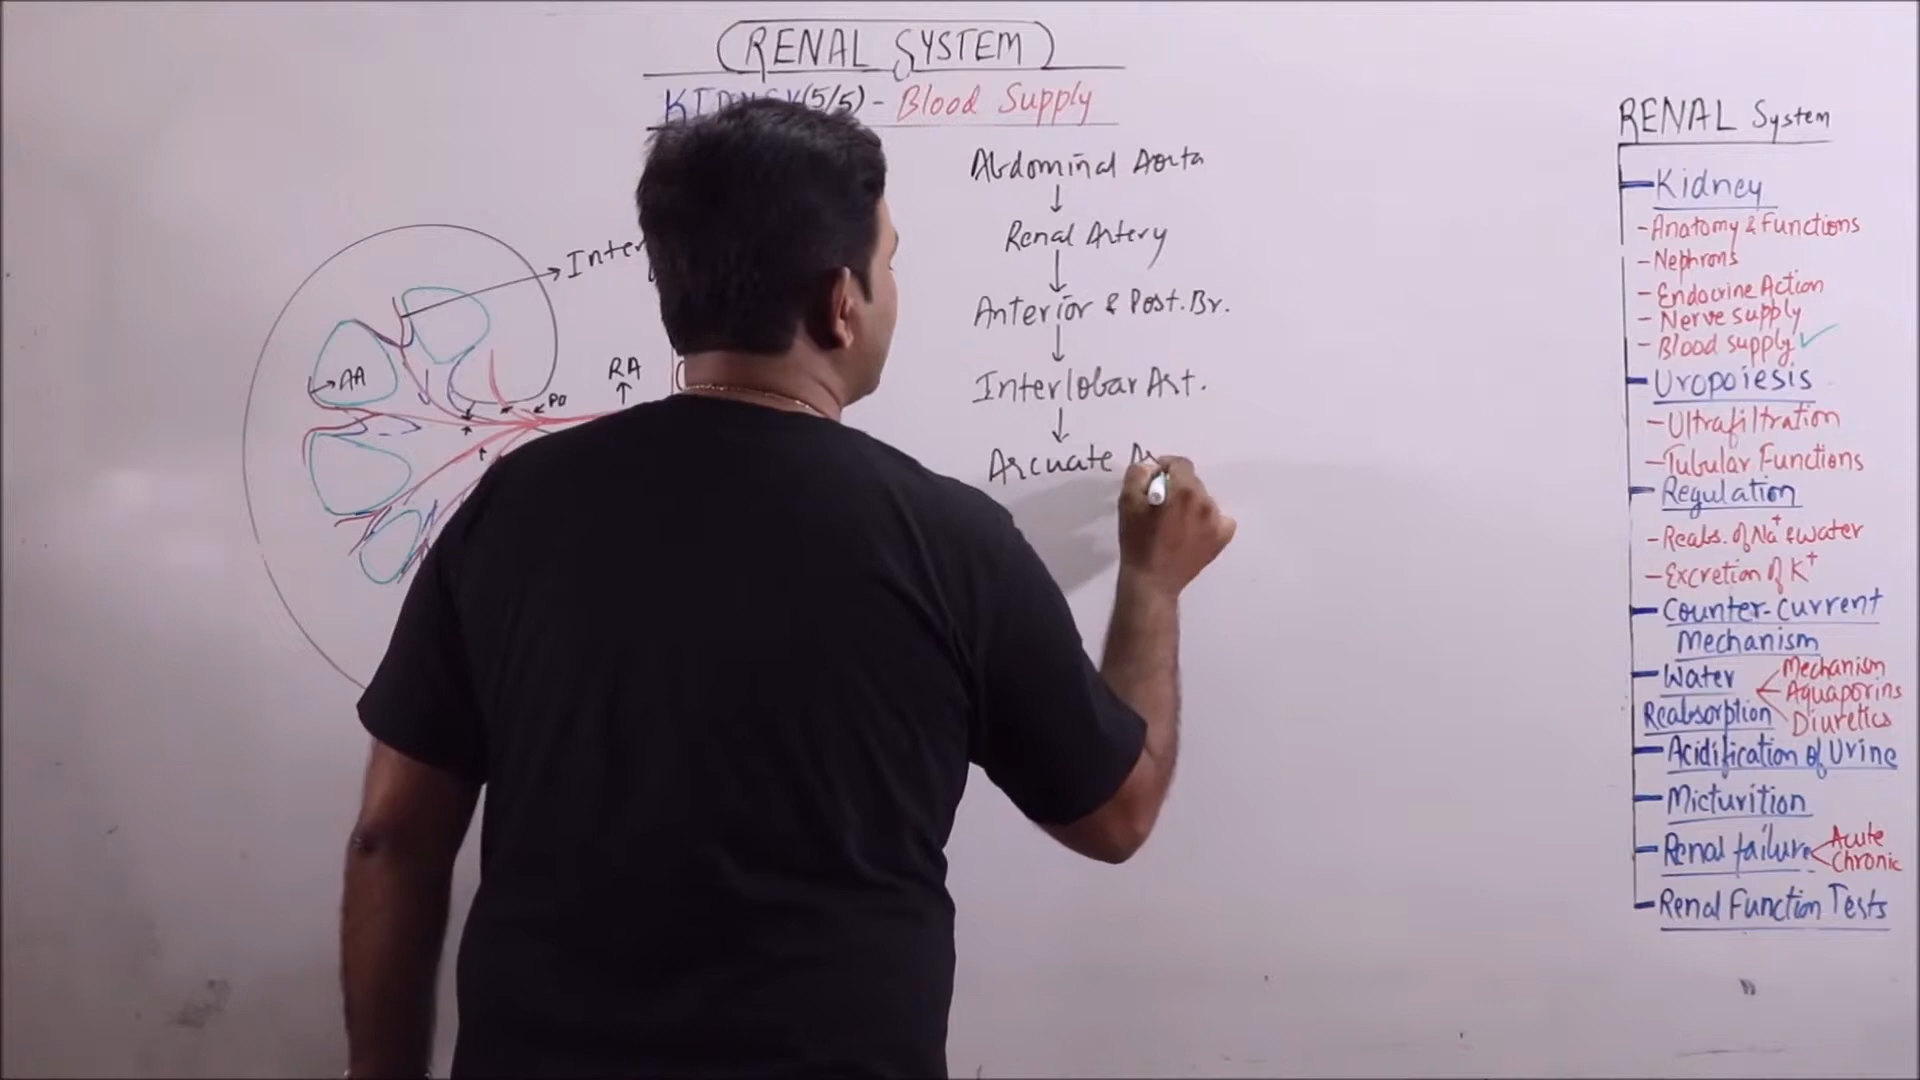 RENAL SYSTEM
(5/5) - Blood Supply
Abdominal Aorta
Renal Artery
Anterior & Post. Br.
Interlobar Art.
Arcuate
Inter
AA
PO
RA
RENAL System
Kidney
- Anatomy & Functions
- Nephrons
- Endocrine Action
- Nerve supply
- Blood supply ✓
Uropoiesis
- Ultrafiltration
- Tubular Functions
Regulation
- Reabs. of Na+ & water
- Excretion of K+
Counter-current
Mechanism
Water
Reabsorption
Mechanism
Aquaporins
Diuretics
Acidification of Urine
Micturition
Renal failure
Acute
Chronic
Renal Function Tests